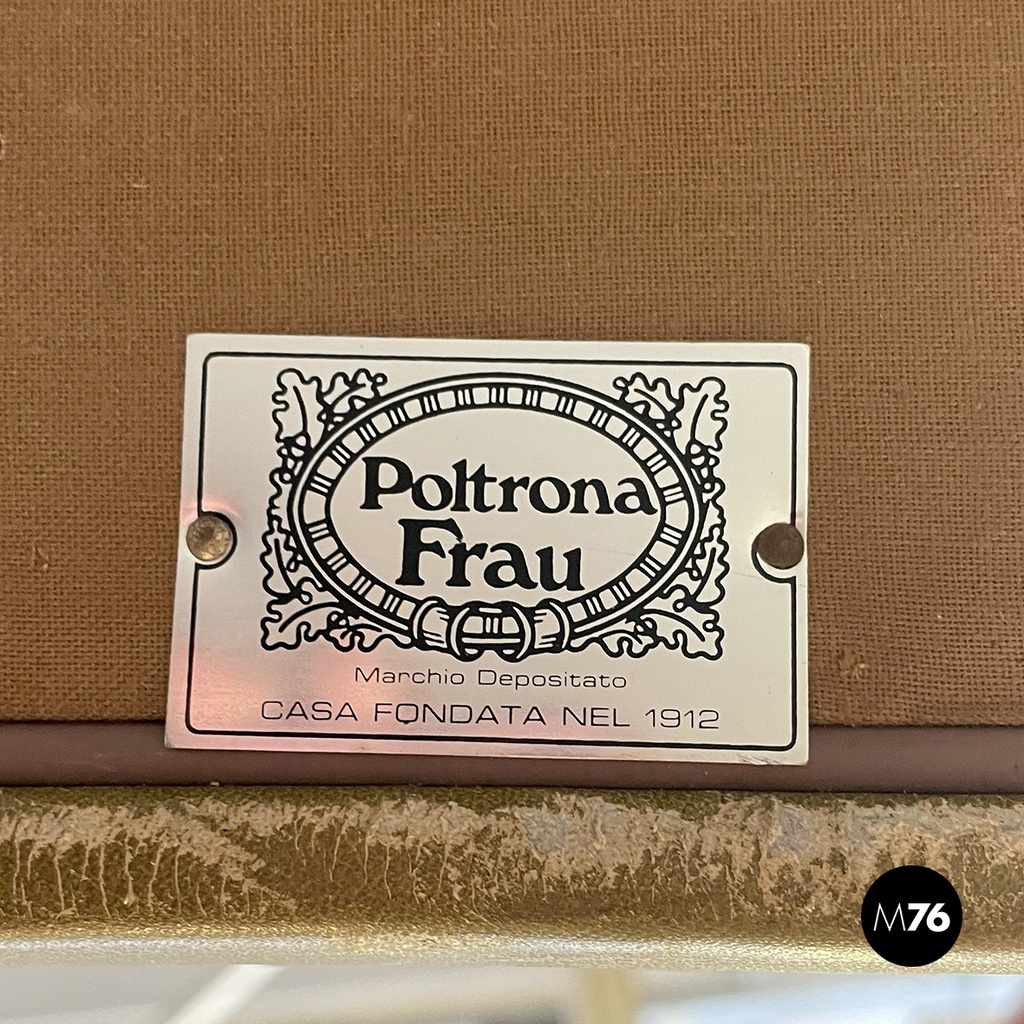 Poltrona
Frau
Marchio Depositato
CASA FONDATA NEL 1912
M76